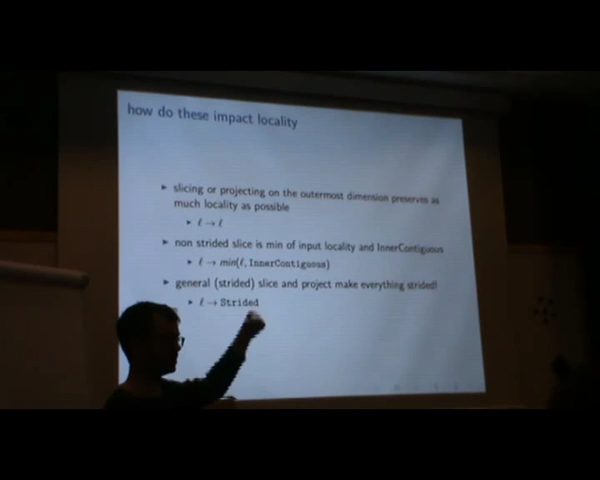 how do these impact locality
▸ slicing or projecting on the outermost dimension preserves as
much locality as possible
▸ ℓ → ℓ
▸ non strided slice is min of input locality and InnerContiguous
▸ ℓ → min(ℓ, InnerContiguous)
▸ general (strided) slice and project make everything strided!
▸ ℓ → Strided